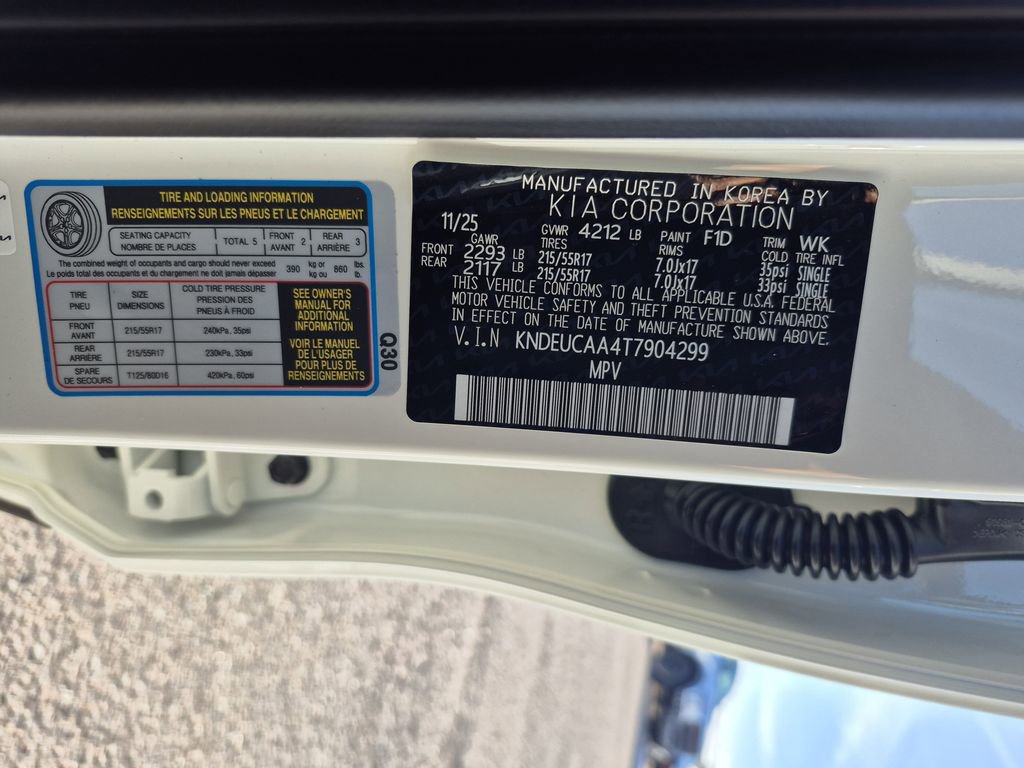 TIRE AND LOADING INFORMATION
RENSEIGNEMENTS SUR LES PNEUS ET LE CHARGEMENT
SEATING CAPACITY
NOMBRE DE PLACES
TOTAL 5
FRONT
AVANT 2
REAR
ARRIÈRE 3
The combined weight of occupants and cargo should never exceed
Le poids total des occupants et du chargement ne doit jamais dépasser
390 kg or
kg ou
860 lbs.
lb.
TIRE
PNEU
SIZE
DIMENSIONS
COLD TIRE PRESSURE
PRESSION DES
PNEUS À FROID
FRONT
AVANT
215/55R17
240kPa, 35psi
REAR
ARRIÈRE
215/55R17
230kPa, 33psi
SPARE
DE SECOURS
T125/80D16
420kPa, 60psi
SEE OWNER'S
MANUAL FOR
ADDITIONAL
INFORMATION
VOIR LE MANUEL
DE L'USAGER
POUR PLUS DE
RENSEIGNEMENTS
Q30
MANUFACTURED IN KOREA BY
KIA CORPORATION
11/25 GVWR 4212 LB PAINT F1D TRIM WK
GAWR TIRES RIMS COLD TIRE INFL
FRONT 2293 LB 215/55R17 7.0Jx17 35psi SINGLE
REAR 2117 LB 215/55R17 7.0Jx17 33psi SINGLE
THIS VEHICLE CONFORMS TO ALL APPLICABLE U.S.A. FEDERAL
MOTOR VEHICLE SAFETY AND THEFT PREVENTION STANDARDS
IN EFFECT ON THE DATE OF MANUFACTURE SHOWN ABOVE.
V.I.N KNDEUCAA4T7904299
MPV